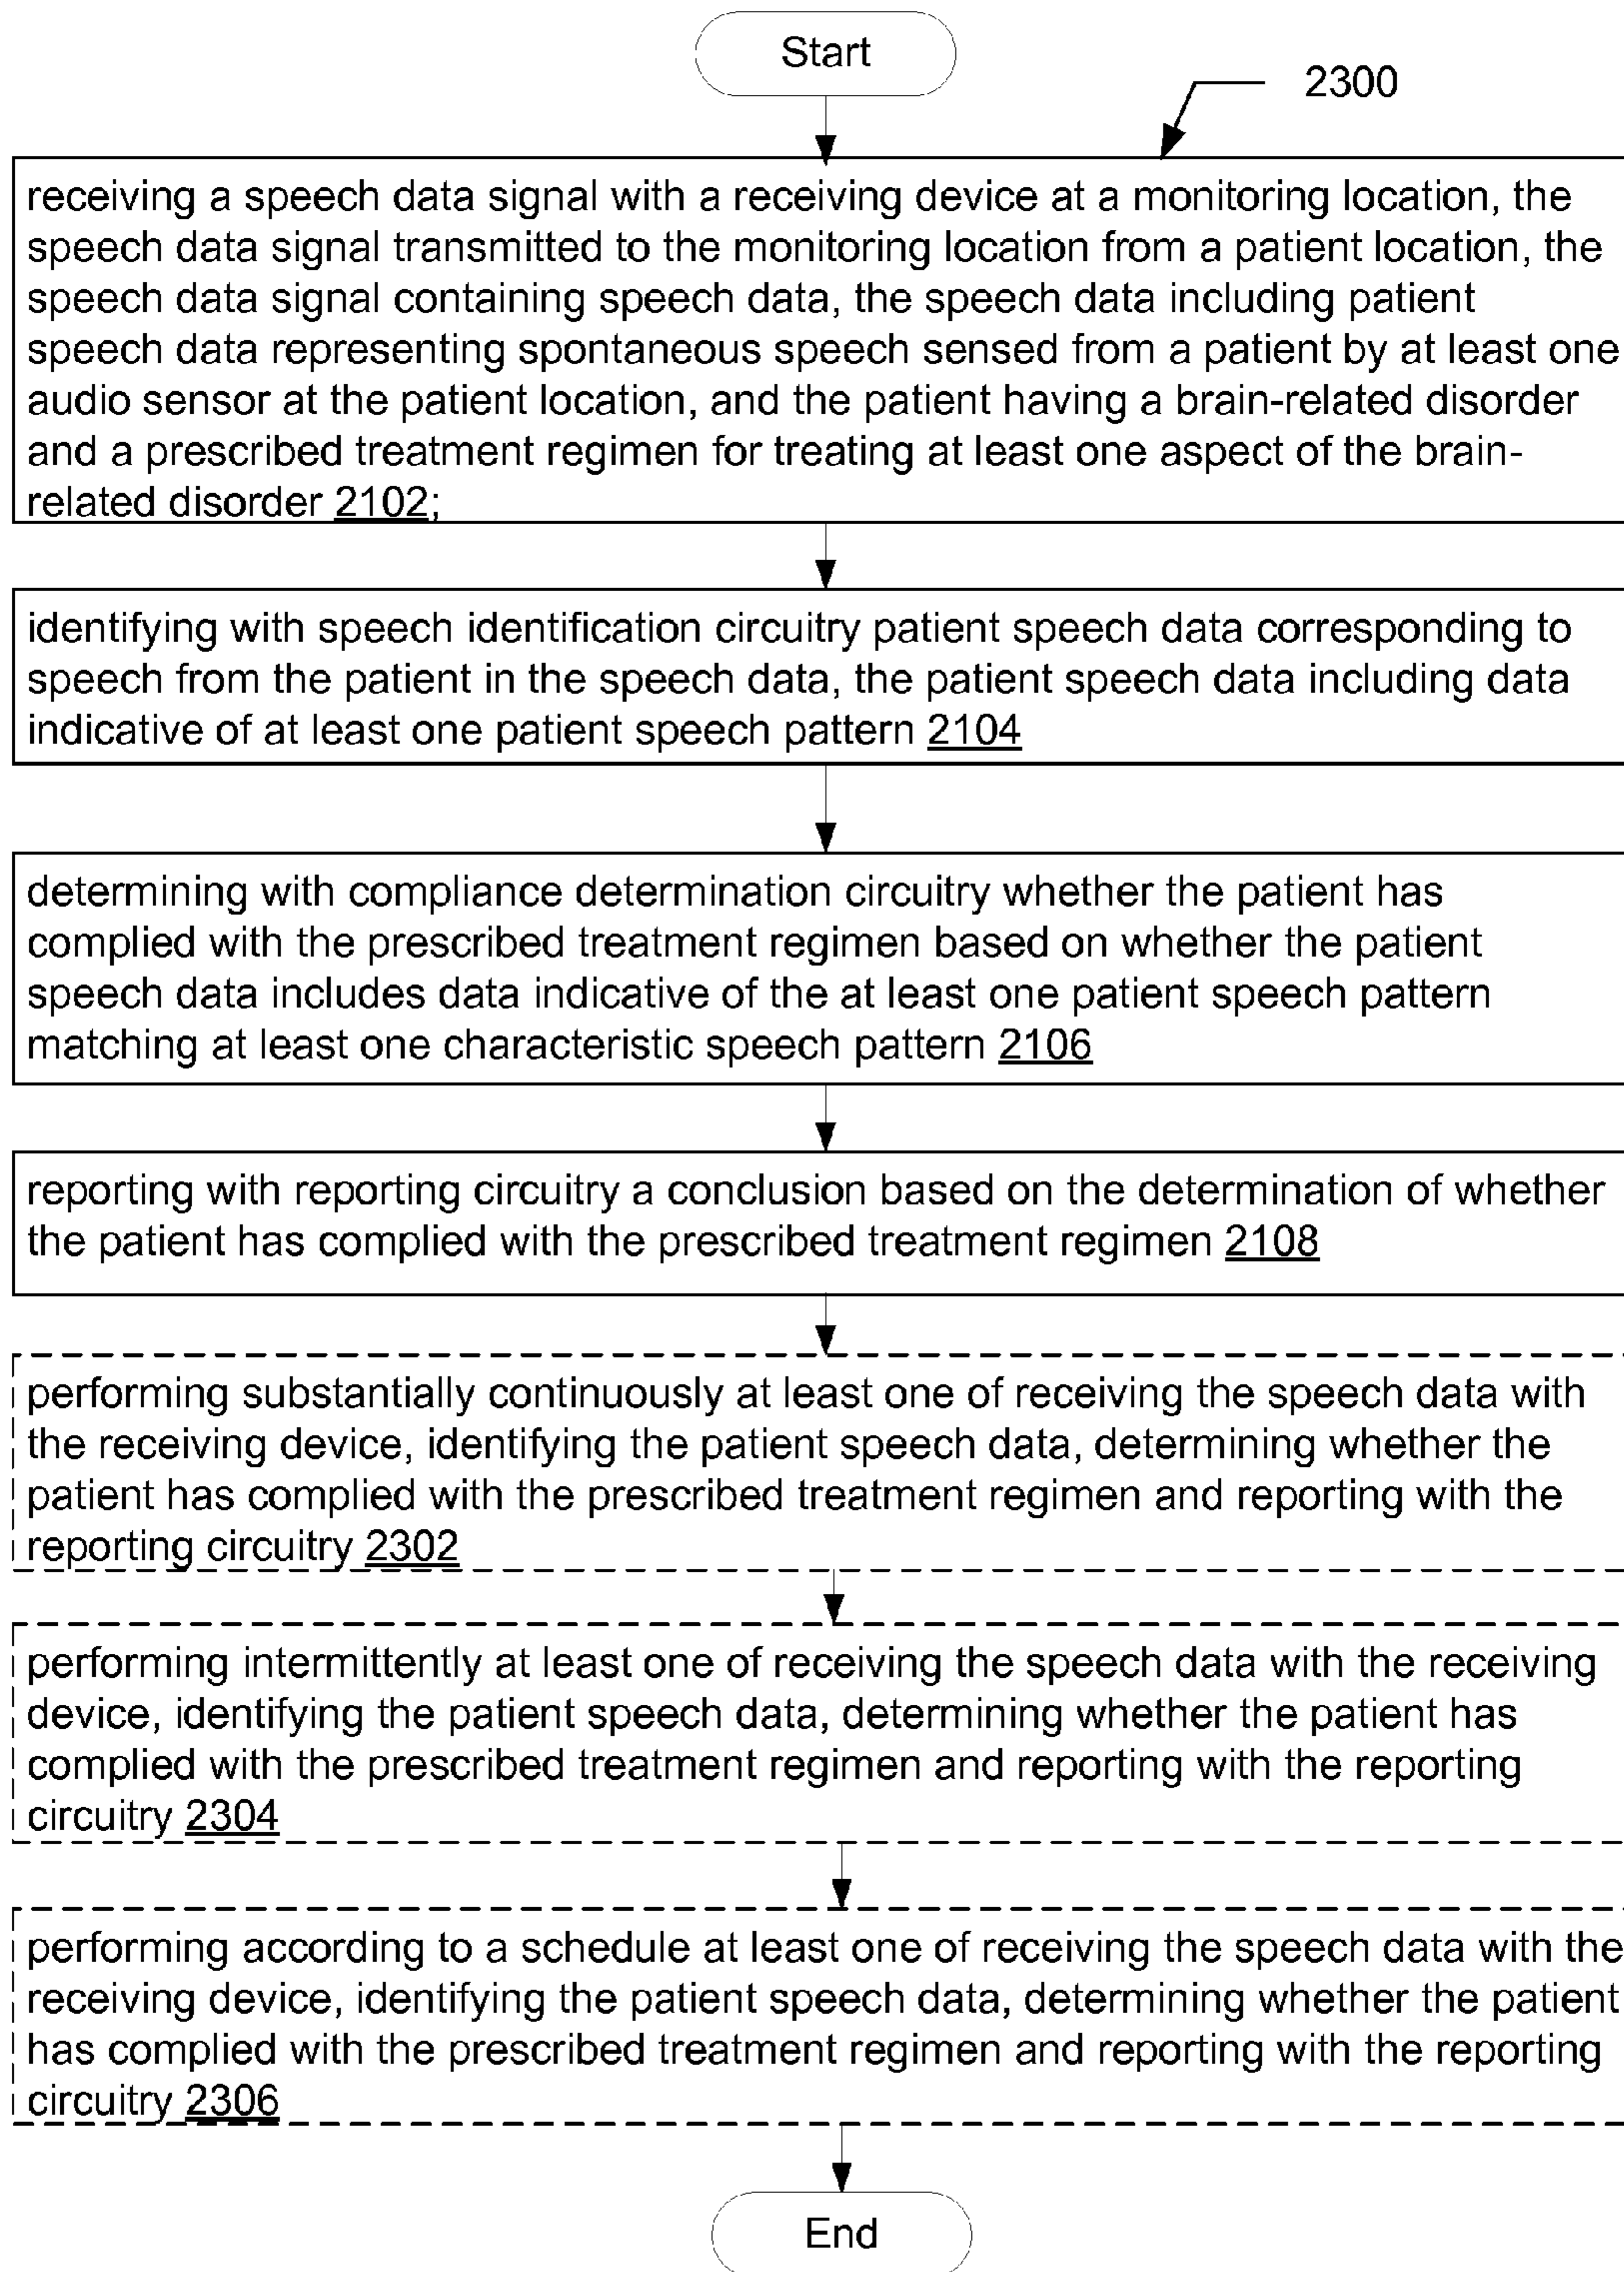 Start
2300
receiving a speech data signal with a receiving device at a monitoring location, the
speech data signal transmitted to the monitoring location from a patient location, the
speech data signal containing speech data, the speech data including patient
speech data representing spontaneous speech sensed from a patient by at least one
audio sensor at the patient location, and the patient having a brain-related disorder
and a prescribed treatment regimen for treating at least one aspect of the brain-
related disorder 2102;
identifying with speech identification circuitry patient speech data corresponding to
speech from the patient in the speech data, the patient speech data including data
indicative of at least one patient speech pattern 2104
determining with compliance determination circuitry whether the patient has
complied with the prescribed treatment regimen based on whether the patient
speech data includes data indicative of the at least one patient speech pattern
matching at least one characteristic speech pattern 2106
reporting with reporting circuitry a conclusion based on the determination of whether
the patient has complied with the prescribed treatment regimen 2108
performing substantially continuously at least one of receiving the speech data with
the receiving device, identifying the patient speech data, determining whether the
patient has complied with the prescribed treatment regimen and reporting with the
reporting circuitry 2302
performing intermittently at least one of receiving the speech data with the receiving
device, identifying the patient speech data, determining whether the patient has
complied with the prescribed treatment regimen and reporting with the reporting
circuitry 2304
performing according to a schedule at least one of receiving the speech data with the
receiving device, identifying the patient speech data, determining whether the patient
has complied with the prescribed treatment regimen and reporting with the reporting
circuitry 2306
End